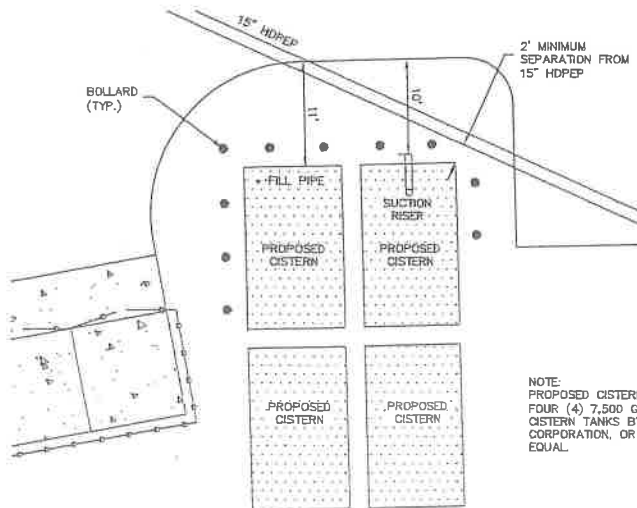 15" HDPEP
2' MINIMUM
SEPARATION FROM
15" HDPEP
BOLLARD
(TYP.)
11'
10'
FILL PIPE
SUCTION
RISER
PROPOSED
CISTERN
PROPOSED
CISTERN
PROPOSED
CISTERN
PROPOSED
CISTERN
NOTE:
PROPOSED CISTERN
FOUR (4) 7,500 G
CISTERN TANKS B
CORPORATION, OR
EQUAL.